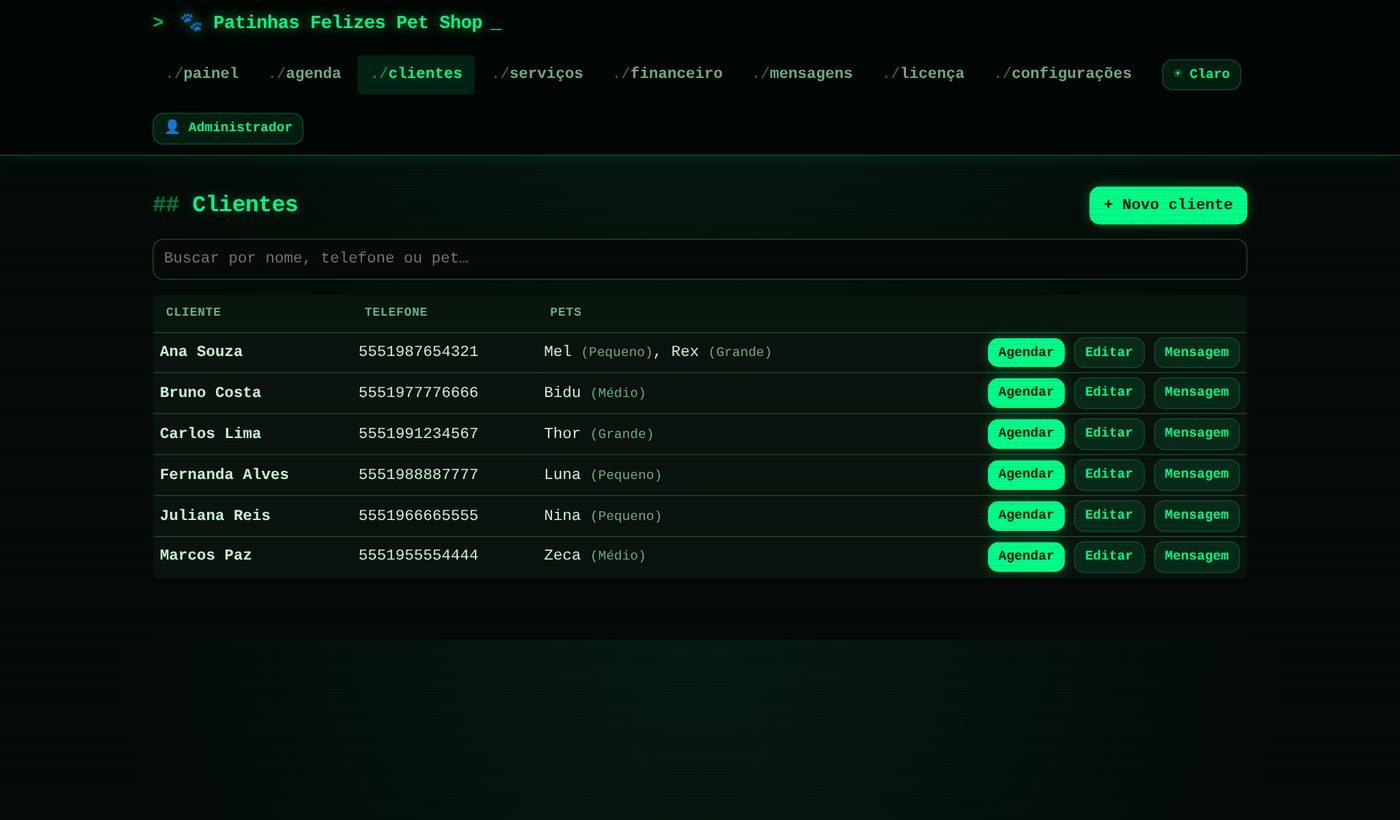 > 🐾 Patinhas Felizes Pet Shop _
./painel ./agenda ./clientes ./serviços ./financeiro ./mensagens ./licença ./configurações ☀ Claro
👤 Administrador
## Clientes + Novo cliente
Buscar por nome, telefone ou pet…
CLIENTE TELEFONE PETS
Ana Souza 5551987654321 Mel (Pequeno), Rex (Grande) Agendar Editar Mensagem
Bruno Costa 5551977776666 Bidu (Médio) Agendar Editar Mensagem
Carlos Lima 5551991234567 Thor (Grande) Agendar Editar Mensagem
Fernanda Alves 5551988887777 Luna (Pequeno) Agendar Editar Mensagem
Juliana Reis 5551966665555 Nina (Pequeno) Agendar Editar Mensagem
Marcos Paz 5551955554444 Zeca (Médio) Agendar Editar Mensagem